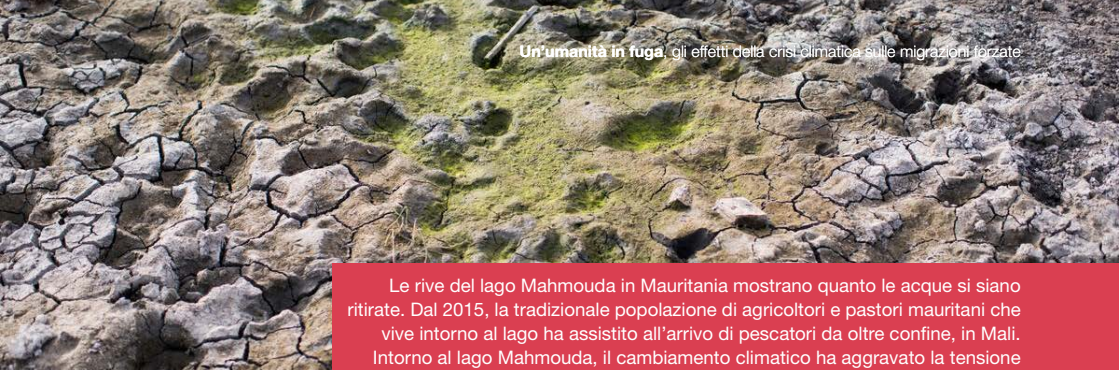 Un'umanità in fuga, gli effetti della crisi climatica sulle migrazioni forzate
Le rive del lago Mahmouda in Mauritania mostrano quanto le acque si siano
ritirate. Dal 2015, la tradizionale popolazione di agricoltori e pastori mauritani che
vive intorno al lago ha assistito all'arrivo di pescatori da oltre confine, in Mali.
Intorno al lago Mahmouda, il cambiamento climatico ha aggravato la tensione